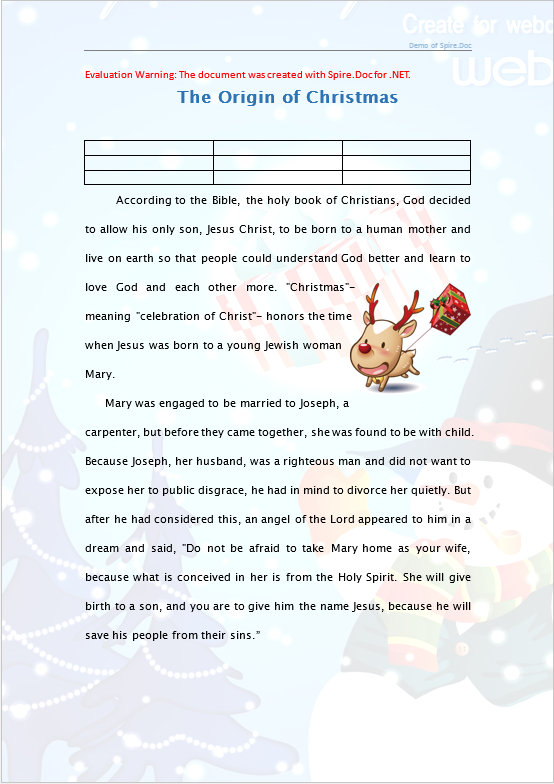 Create for webd
Demo of Spire.Doc
web
Evaluation Warning: The document was created with Spire.Doc for .NET.
The Origin of Christmas
According to the Bible, the holy book of Christians, God decided
to allow his only son, Jesus Christ, to be born to a human mother and
live on earth so that people could understand God better and learn to
love God and each other more. "Christmas"-
meaning "celebration of Christ"- honors the time
when Jesus was born to a young Jewish woman
Mary.
Mary was engaged to be married to Joseph, a
carpenter, but before they came together, she was found to be with child.
Because Joseph, her husband, was a righteous man and did not want to
expose her to public disgrace, he had in mind to divorce her quietly. But
after he had considered this, an angel of the Lord appeared to him in a
dream and said, "Do not be afraid to take Mary home as your wife,
because what is conceived in her is from the Holy Spirit. She will give
birth to a son, and you are to give him the name Jesus, because he will
save his people from their sins.”